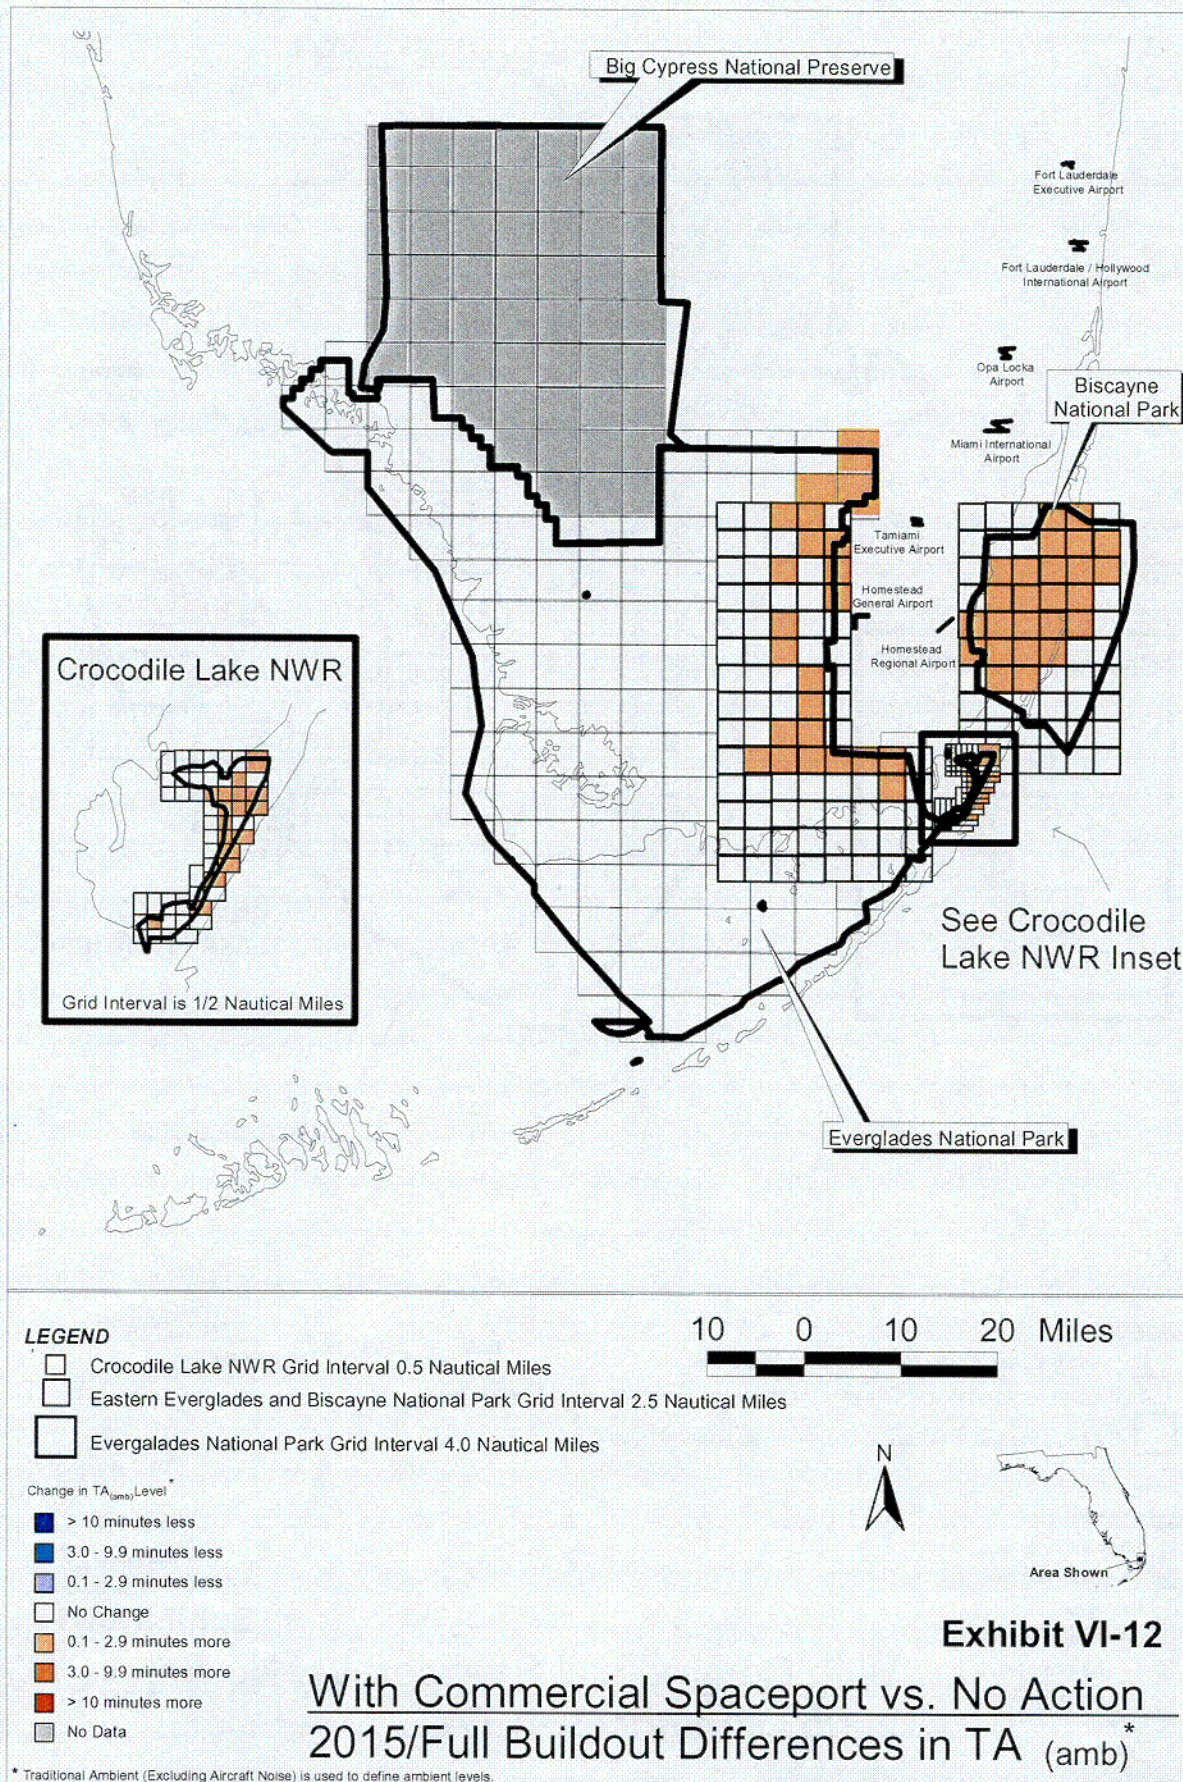 Big Cypress National Preserve
Fort Lauderdale
Executive Airport
Fort Lauderdale / Hollywood
International Airport
Opa Locka
Airport
Biscayne
National Park
Miami International
Airport
Tamiami
Executive Airport
Homestead
General Airport
Homestead
Regional Airport
Crocodile Lake NWR
Grid Interval is 1/2 Nautical Miles
See Crocodile
Lake NWR Inset
Everglades National Park
LEGEND
Crocodile Lake NWR Grid Interval 0.5 Nautical Miles
Eastern Everglades and Biscayne National Park Grid Interval 2.5 Nautical Miles
Evergalades National Park Grid Interval 4.0 Nautical Miles
10 0 10 20 Miles
Change in TA(amb)Level*
> 10 minutes less
3.0 - 9.9 minutes less
0.1 - 2.9 minutes less
No Change
0.1 - 2.9 minutes more
3.0 - 9.9 minutes more
> 10 minutes more
No Data
N
Area Shown
Exhibit VI-12
With Commercial Spaceport vs. No Action
2015/Full Buildout Differences in TA (amb)*
* Traditional Ambient (Excluding Aircraft Noise) is used to define ambient levels.